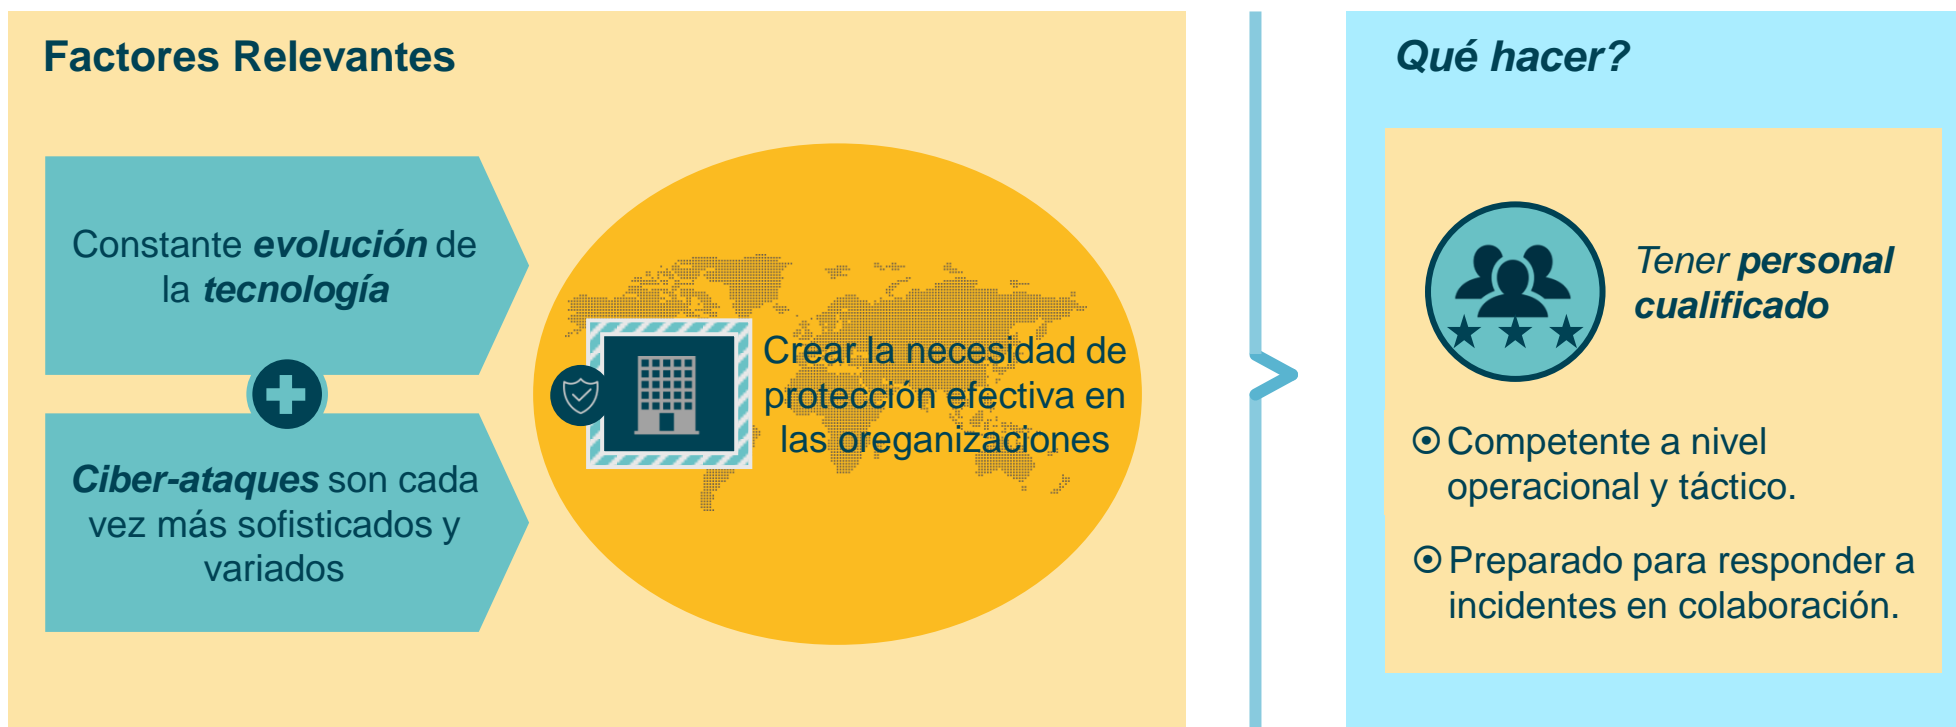 Factores Relevantes
Constante evolución de
la tecnología
Ciber-ataques son cada
vez más sofisticados y
variados
Crear la necesidad de
protección efectiva en
las oreganizaciones
Qué hacer?
Tener personal
cualificado
Competente a nivel
operacional y táctico.
Preparado para responder a
incidentes en colaboración.